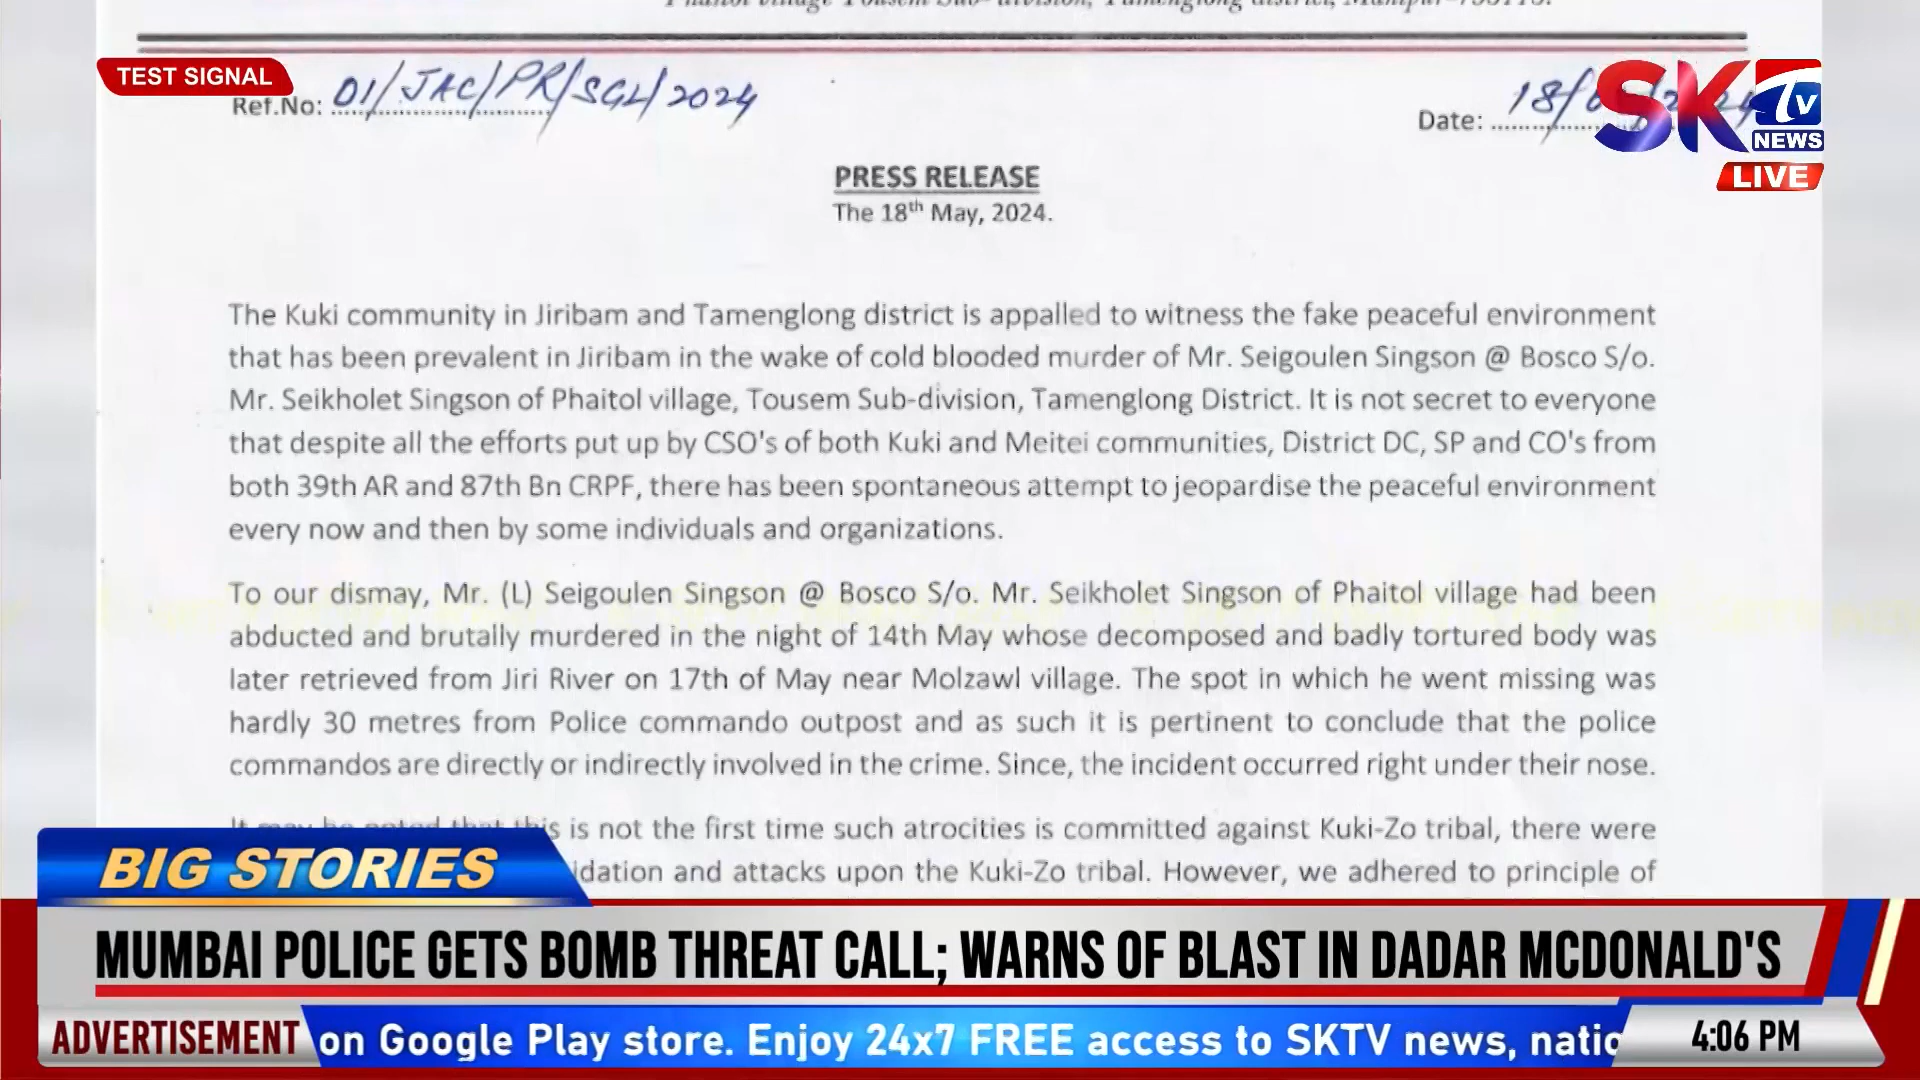 TEST SIGNAL
Ref.No: 01/JAC/PR/SGL/2024
Date: 18/
SK TV NEWS
LIVE
PRESS RELEASE
The 18th May, 2024.
The Kuki community in Jiribam and Tamenglong district is appalled to witness the fake peaceful environment
that has been prevalent in Jiribam in the wake of cold blooded murder of Mr. Seigoulen Singson @ Bosco S/o.
Mr. Seikholet Singson of Phaitol village, Tousem Sub-division, Tamenglong District. It is not secret to everyone
that despite all the efforts put up by CSO's of both Kuki and Meitei communities, District DC, SP and CO's from
both 39th AR and 87th Bn CRPF, there has been spontaneous attempt to jeopardise the peaceful environment
every now and then by some individuals and organizations.
To our dismay, Mr. (L) Seigoulen Singson @ Bosco S/o. Mr. Seikholet Singson of Phaitol village had been
abducted and brutally murdered in the night of 14th May whose decomposed and badly tortured body was
later retrieved from Jiri River on 17th of May near Molzawl village. The spot in which he went missing was
hardly 30 metres from Police commando outpost and as such it is pertinent to conclude that the police
commandos are directly or indirectly involved in the crime. Since, the incident occurred right under their nose.
is not the first time such atrocities is committed against Kuki-Zo tribal, there were
idation and attacks upon the Kuki-Zo tribal. However, we adhered to principle of
BIG STORIES
MUMBAI POLICE GETS BOMB THREAT CALL; WARNS OF BLAST IN DADAR MCDONALD'S
ADVERTISEMENT on Google Play store. Enjoy 24x7 FREE access to SKTV news, natio
4:06 PM